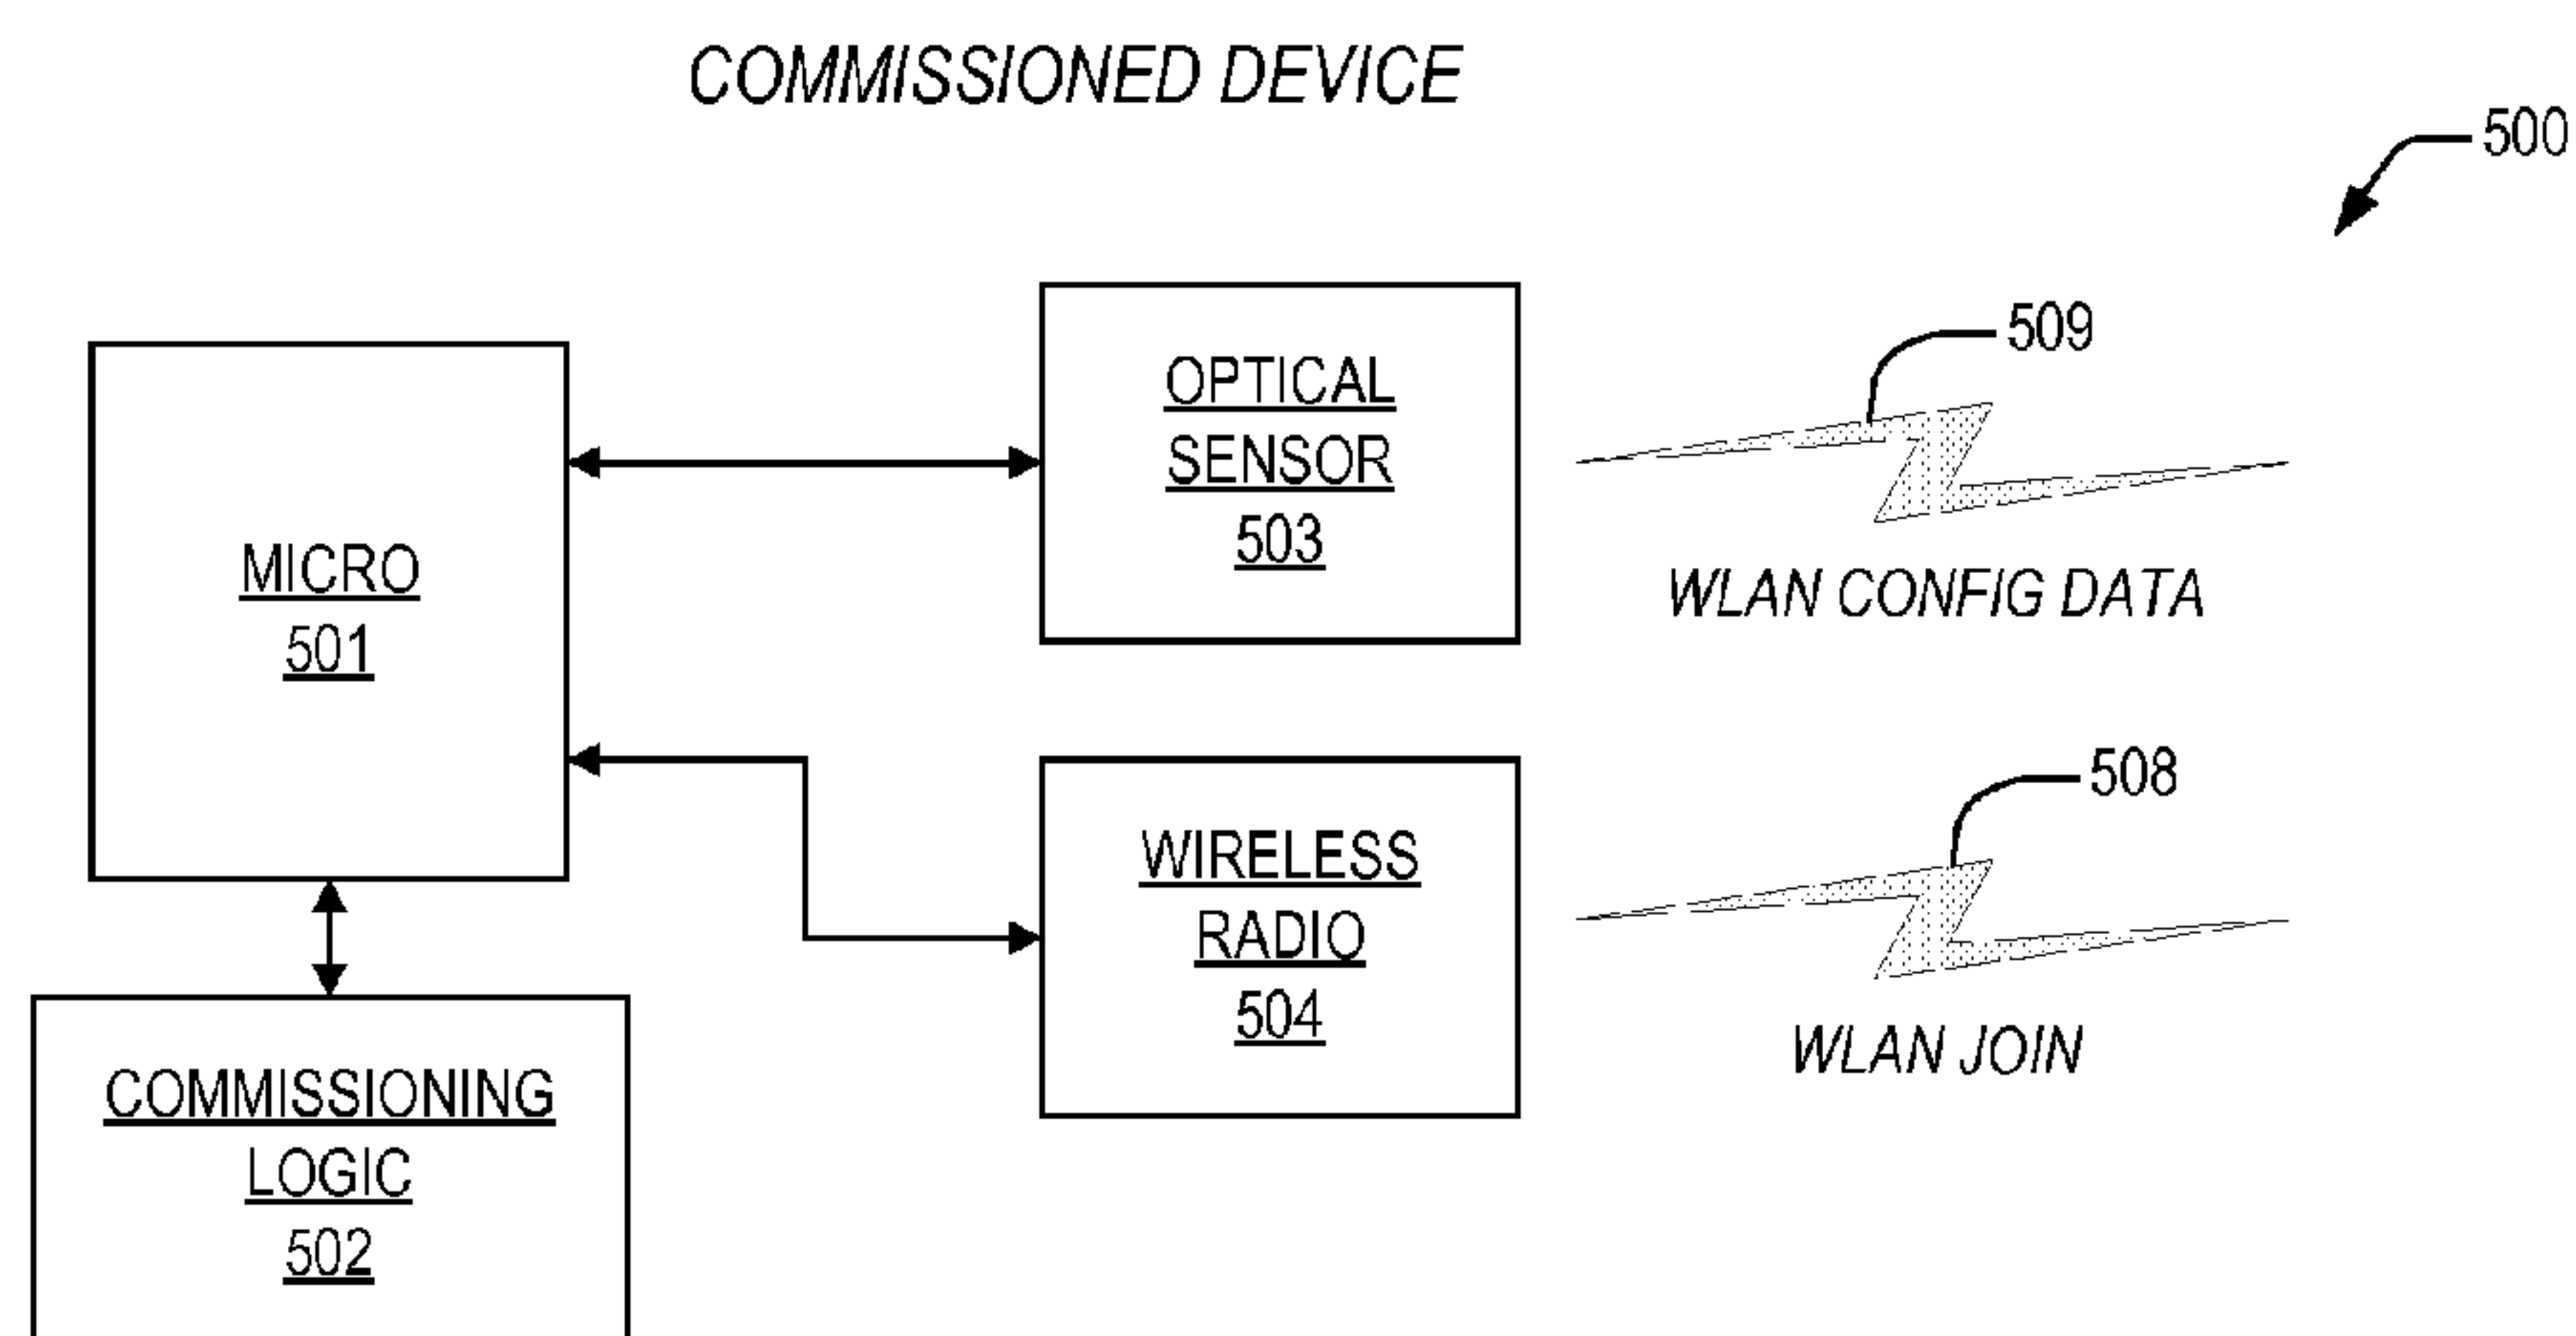 COMMISSIONED DEVICE
500
509
OPTICAL
SENSOR
503
MICRO
501
WLAN CONFIG DATA
508
WIRELESS
RADIO
504
WLAN JOIN
COMMISSIONING
LOGIC
502